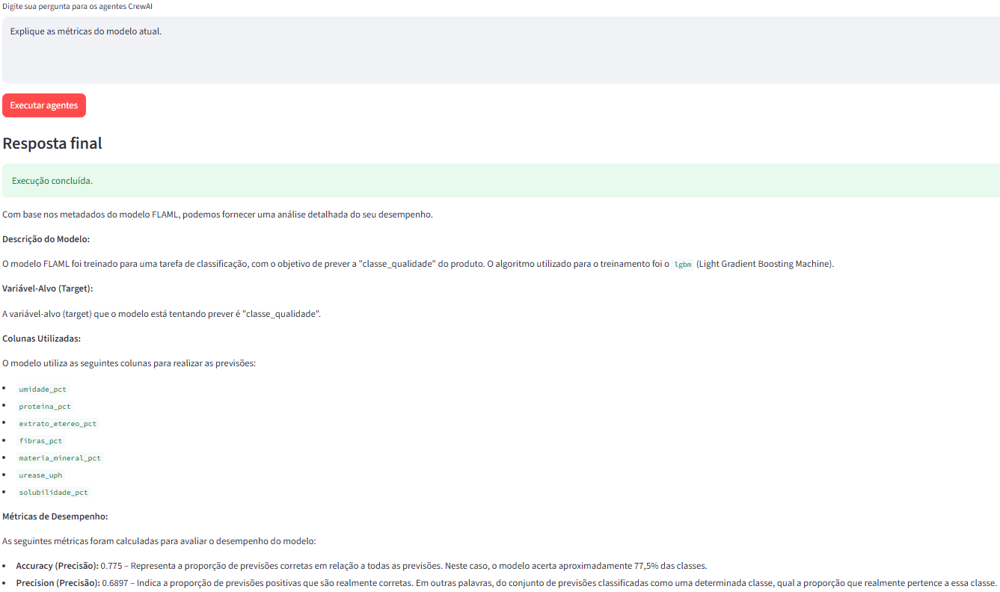 Digite sua pergunta para os agentes CrewAI
Explique as métricas do modelo atual.
Executar agentes
Resposta final
Execução concluída.
Com base nos metadados do modelo FLAML, podemos fornecer uma análise detalhada do seu desempenho.
Descrição do Modelo:
O modelo FLAML foi treinado para uma tarefa de classificação, com o objetivo de prever a "classe_qualidade" do produto. O algoritmo utilizado para o treinamento foi o lgbm (Light Gradient Boosting Machine).
Variável-Alvo (Target):
A variável-alvo (target) que o modelo está tentando prever é "classe_qualidade".
Colunas Utilizadas:
O modelo utiliza as seguintes colunas para realizar as previsões:
• umidade_pct
• proteina_pct
• extrato_etereo_pct
• fibras_pct
• materia_mineral_pct
• urease_uph
• solubilidade_pct
Métricas de Desempenho:
As seguintes métricas foram calculadas para avaliar o desempenho do modelo:
• Accuracy (Precisão): 0.775 – Representa a proporção de previsões corretas em relação a todas as previsões. Neste caso, o modelo acerta aproximadamente 77,5% das classes.
• Precision (Precisão): 0.6897 – Indica a proporção de previsões positivas que são realmente corretas. Em outras palavras, do conjunto de previsões classificadas como uma determinada classe, qual a proporção que realmente pertence a essa classe.